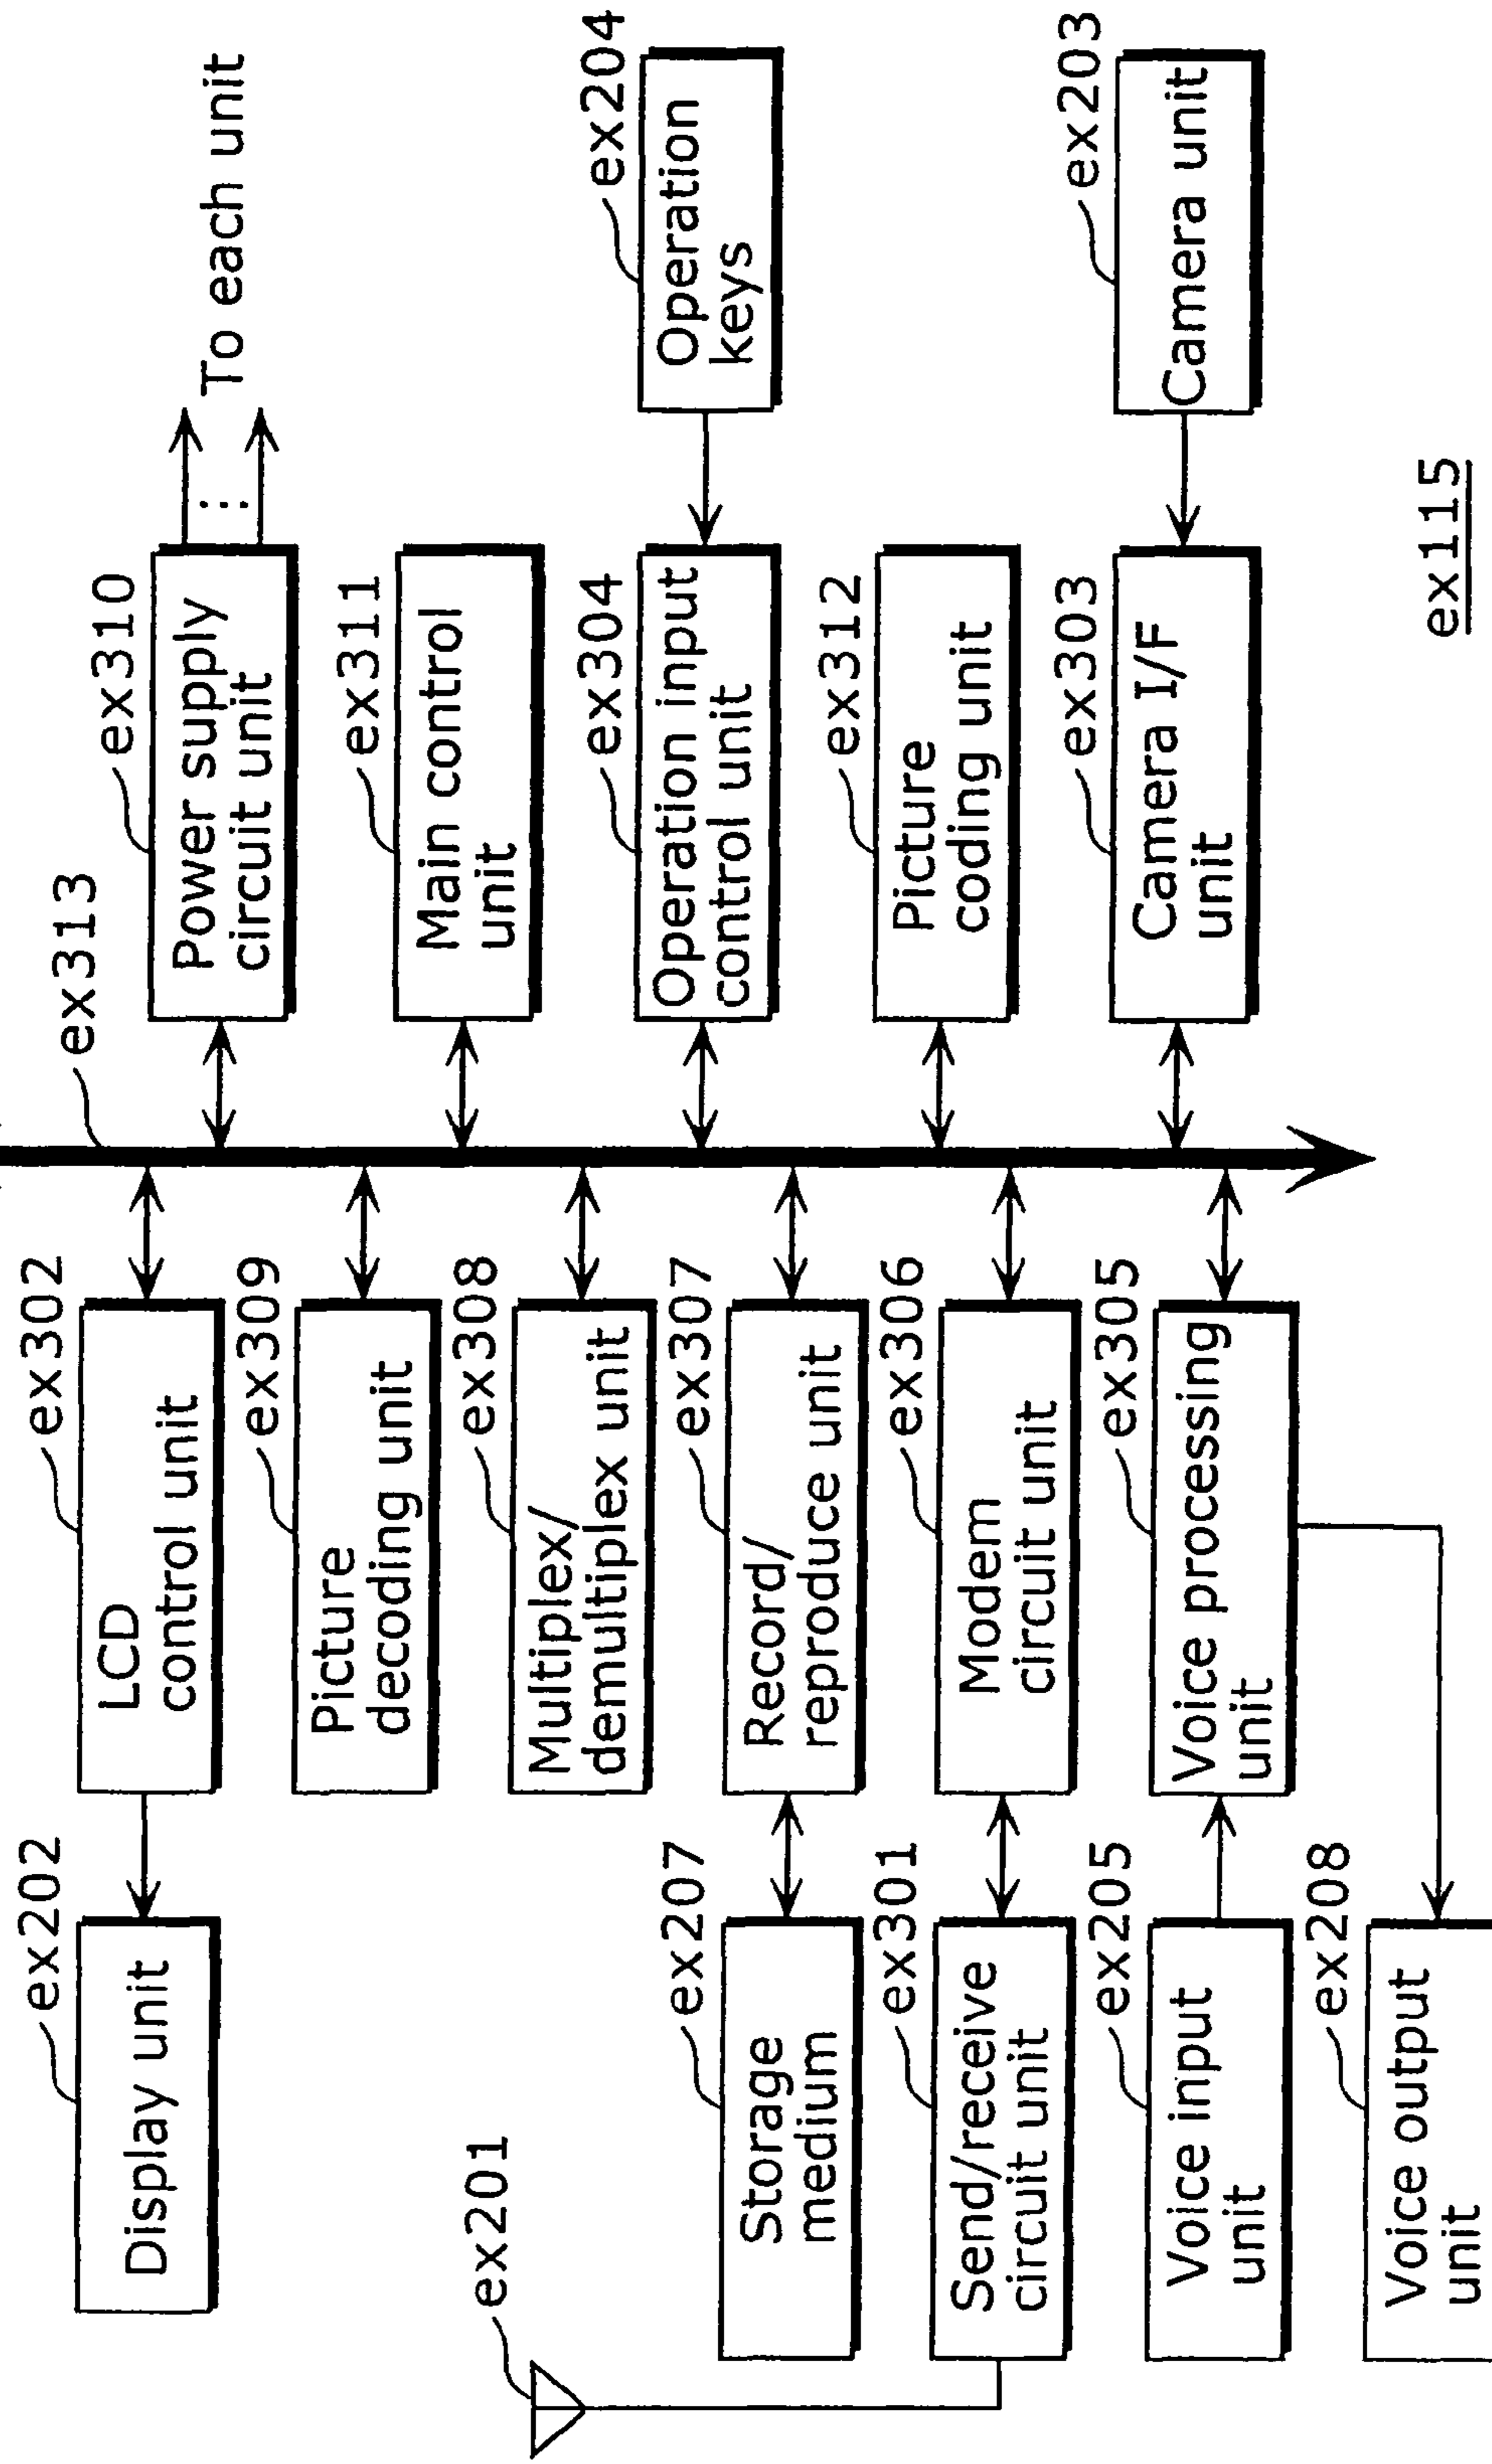 ex313
ex202
Display unit
ex302
LCD
control unit
ex310
Power supply
circuit unit
To each unit
ex309
Picture
decoding unit
ex311
Main control
unit
ex201
ex308
Multiplex/
demultiplex unit
ex304
Operation input
control unit
ex204
Operation
keys
ex207
Storage
medium
ex307
Record/
reproduce unit
ex312
Picture
coding unit
ex301
Send/receive
circuit unit
ex306
Modem
circuit unit
ex303
Camera I/F
unit
ex203
Camera unit
ex205
Voice input
unit
ex305
Voice processing
unit
ex208
Voice output
unit
ex115